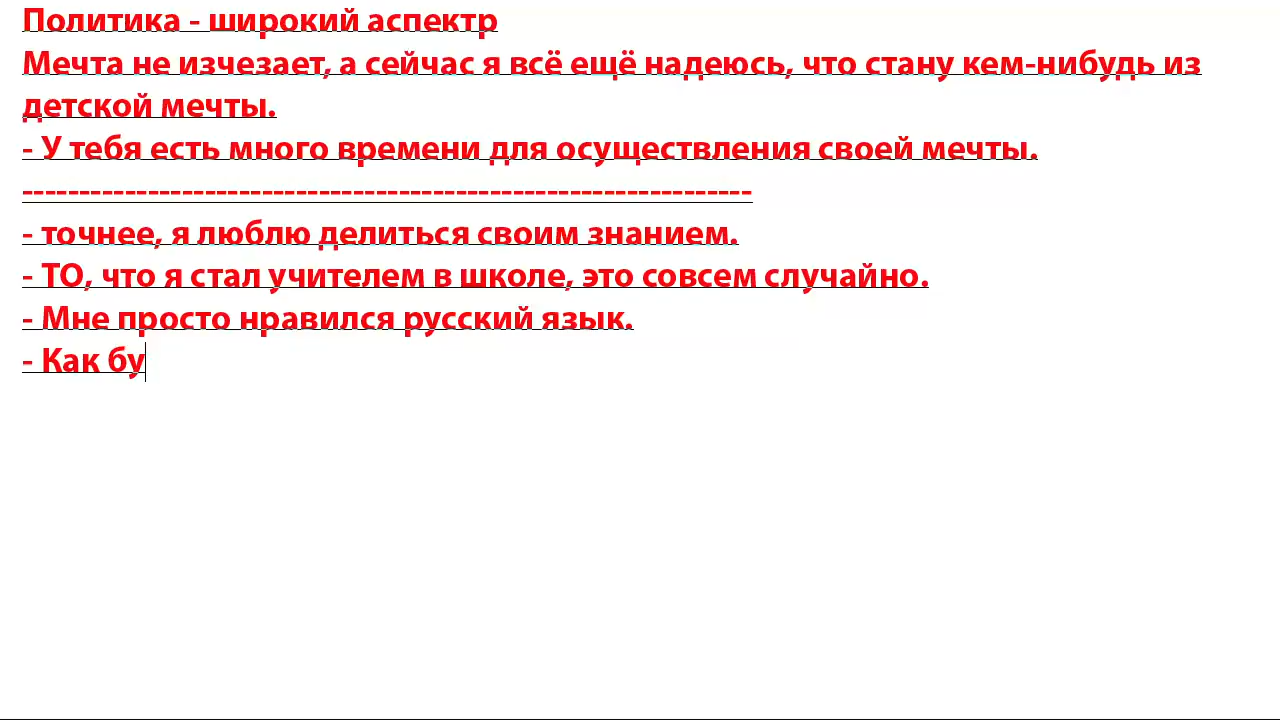 Политика - широкий аспектр
Мечта не изчезает, а сейчас я всё ещё надеюсь, что стану кем-нибудь из
детской мечты.
- У тебя есть много времени для осуществления своей мечты.
----------------------------------------------------------------
- точнее, я люблю делиться своим знанием.
- ТО, что я стал учителем в школе, это совсем случайно.
- Мне просто нравился русский язык.
- Как бу